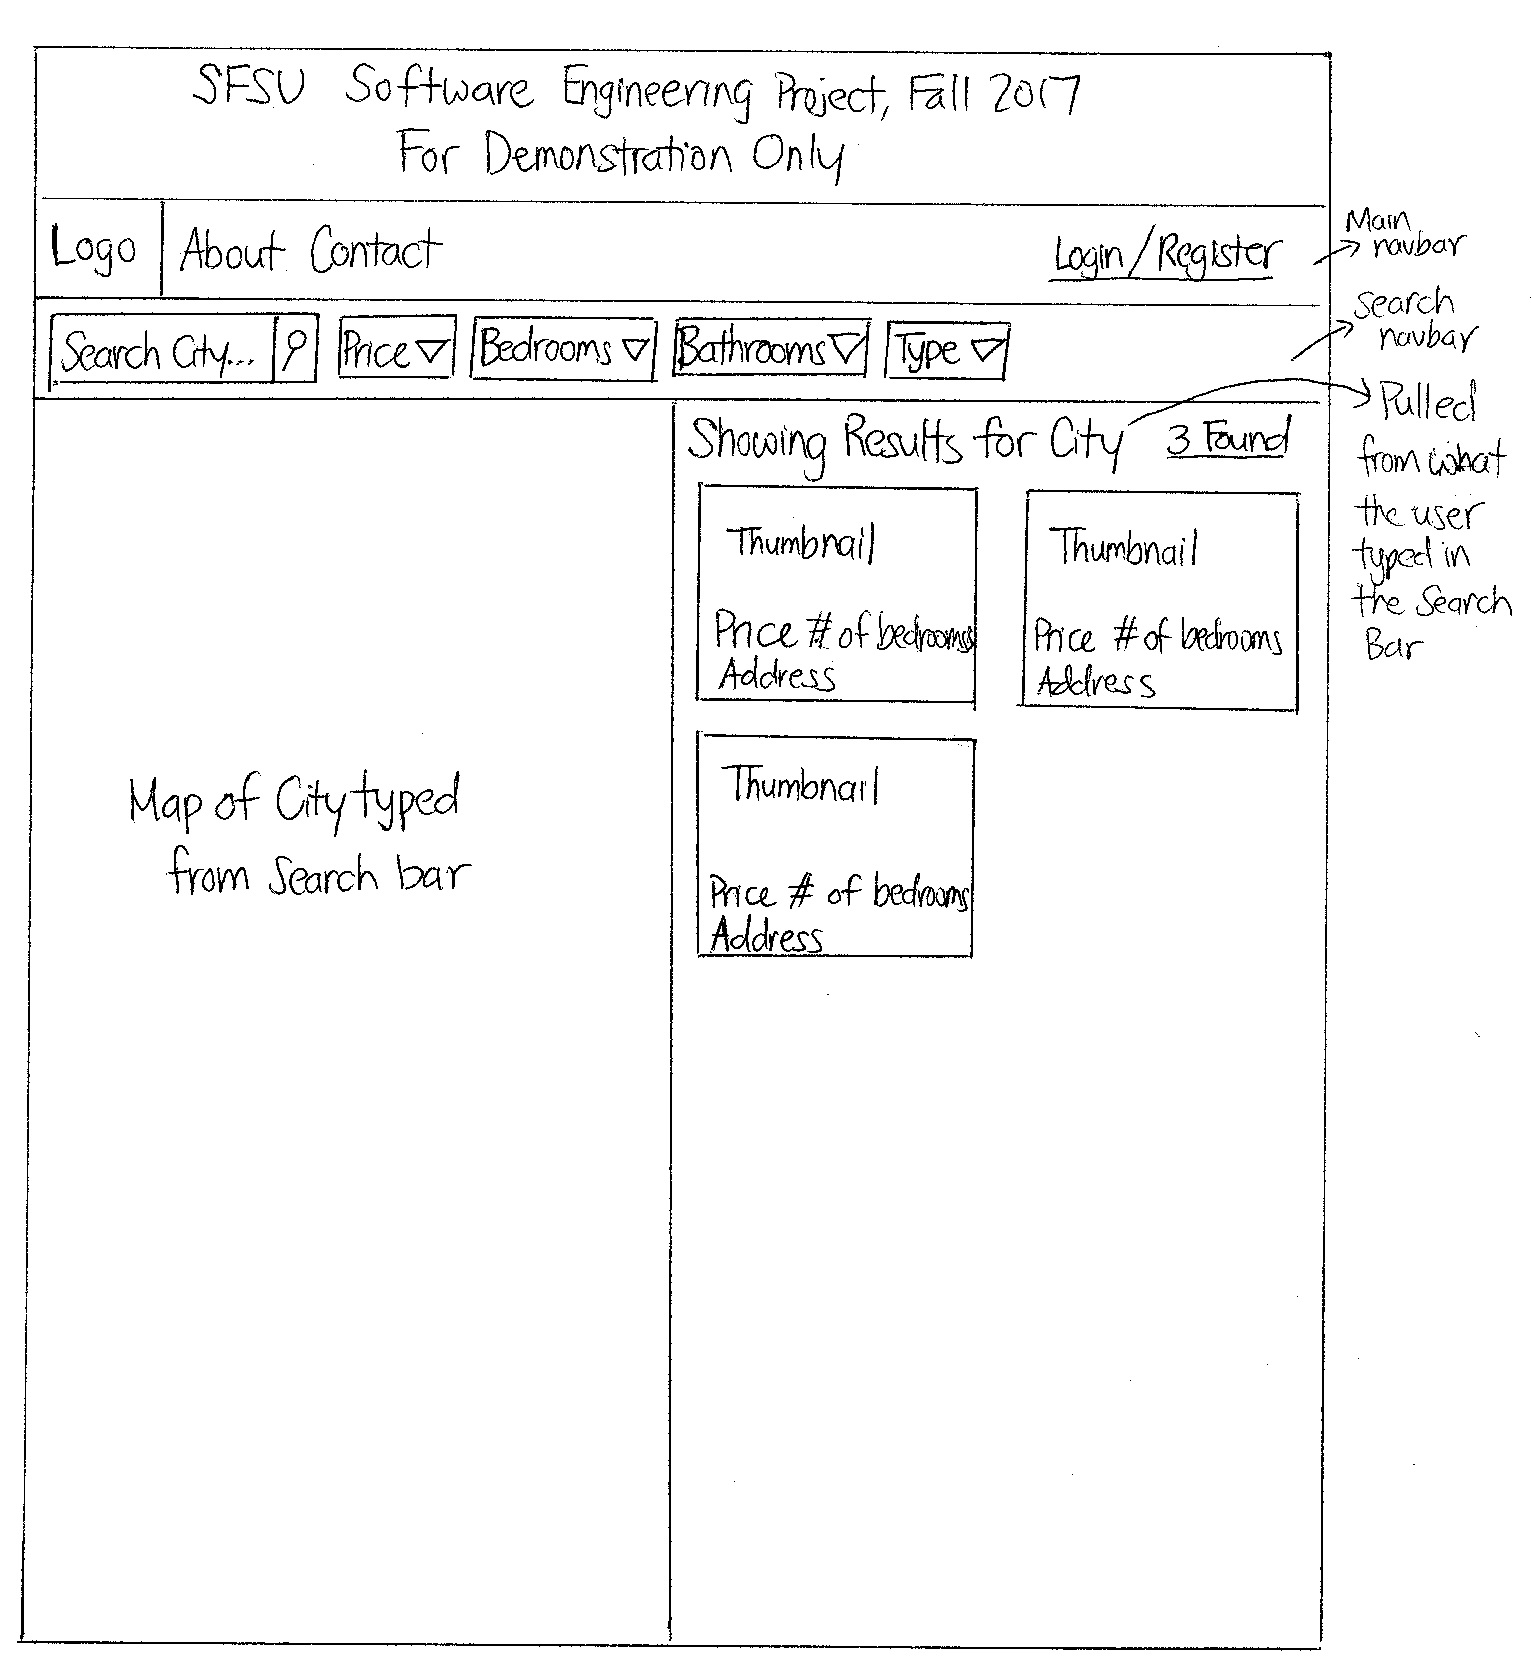 SFSU Software Engineering Project, Fall 2017
For Demonstration Only
Logo About Contact Login/Register
Main
navbar
Search City... Price Bedrooms Bathrooms Type
Search
navbar
Showing Results for City 3 Found
Pulled
from what
the user
typed in
the Search
Bar
Thumbnail
Price # of bedrooms
Address
Thumbnail
Price # of bedrooms
Address
Thumbnail
Price # of bedrooms
Address
Map of City typed
from Search bar